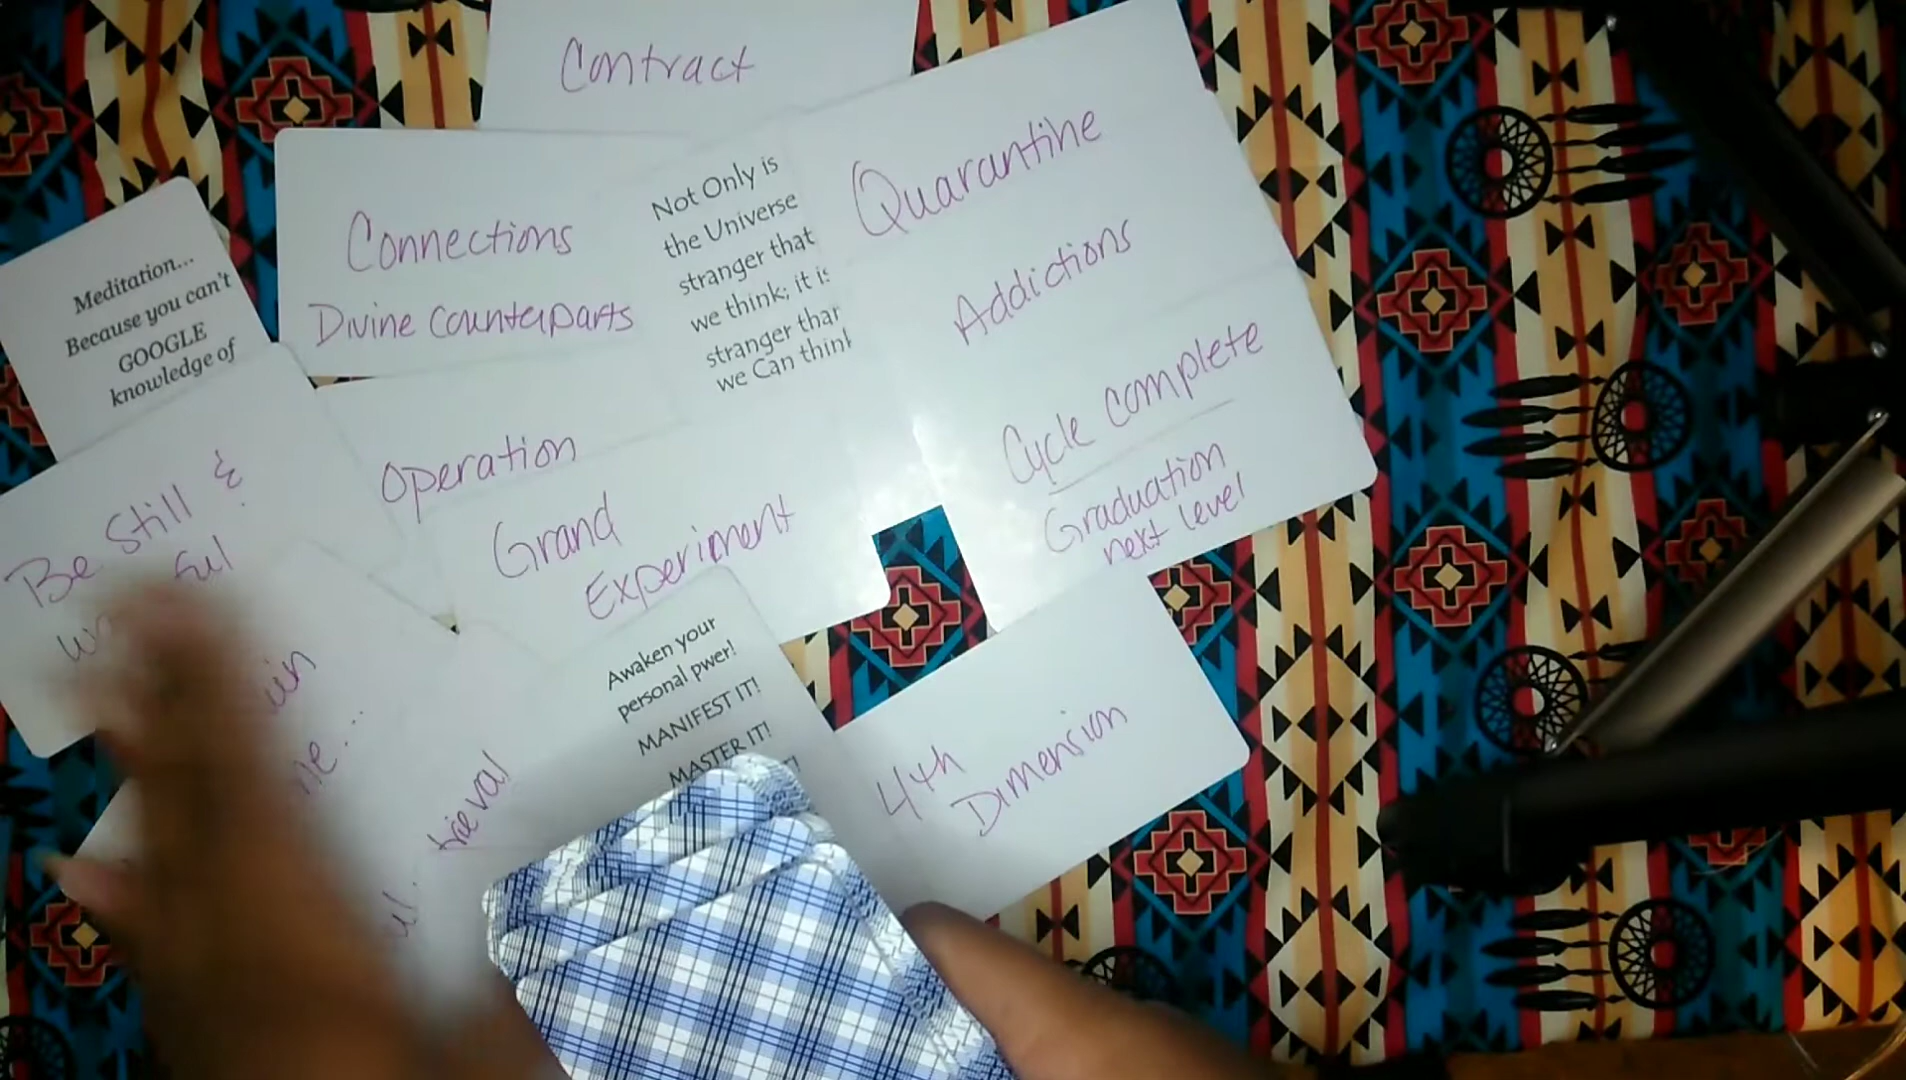 Contract
Connections
Divine Counterparts
Not Only is
the Universe
stranger that
we think; it is
stranger than
we Can think
Quarantine
Addictions
Cycle complete
Graduation
next level
Meditation...
Because you can't
GOOGLE
knowledge of
Be Still &
Operation
Grand
Experiment
Awaken your
personal pwer!
MANIFEST IT!
MASTER IT!
4th
Dimension